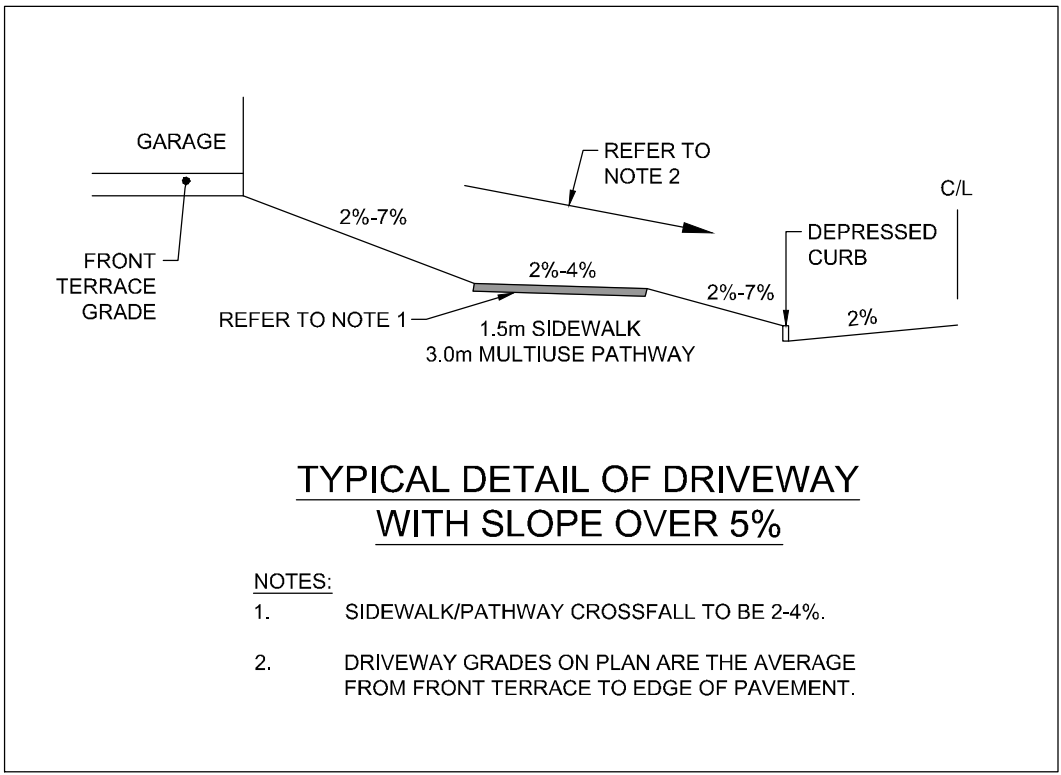 GARAGE
REFER TO
NOTE 2
C/L
2%-7%
DEPRESSED
CURB
FRONT
TERRACE
GRADE
2%-4%
2%-7%
2%
REFER TO NOTE 1
1.5m SIDEWALK
3.0m MULTIUSE PATHWAY
TYPICAL DETAIL OF DRIVEWAY
WITH SLOPE OVER 5%
NOTES:
1. SIDEWALK/PATHWAY CROSSFALL TO BE 2-4%.
2. DRIVEWAY GRADES ON PLAN ARE THE AVERAGE
FROM FRONT TERRACE TO EDGE OF PAVEMENT.